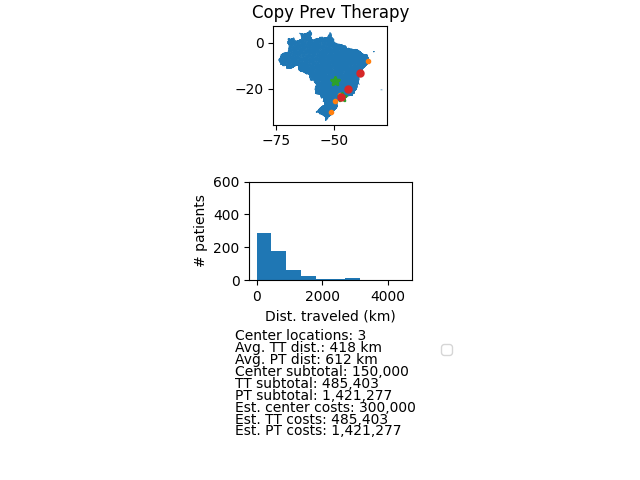 Copy Prev Therapy
0
−20
−75
−50
600
400
200
0
# patients
0
2000
4000
Dist. traveled (km)
Center locations: 3
Avg. TT dist.: 418 km
Avg. PT dist: 612 km
Center subtotal: 150,000
TT subtotal: 485,403
PT subtotal: 1,421,277
Est. center costs: 300,000
Est. TT costs: 485,403
Est. PT costs: 1,421,277